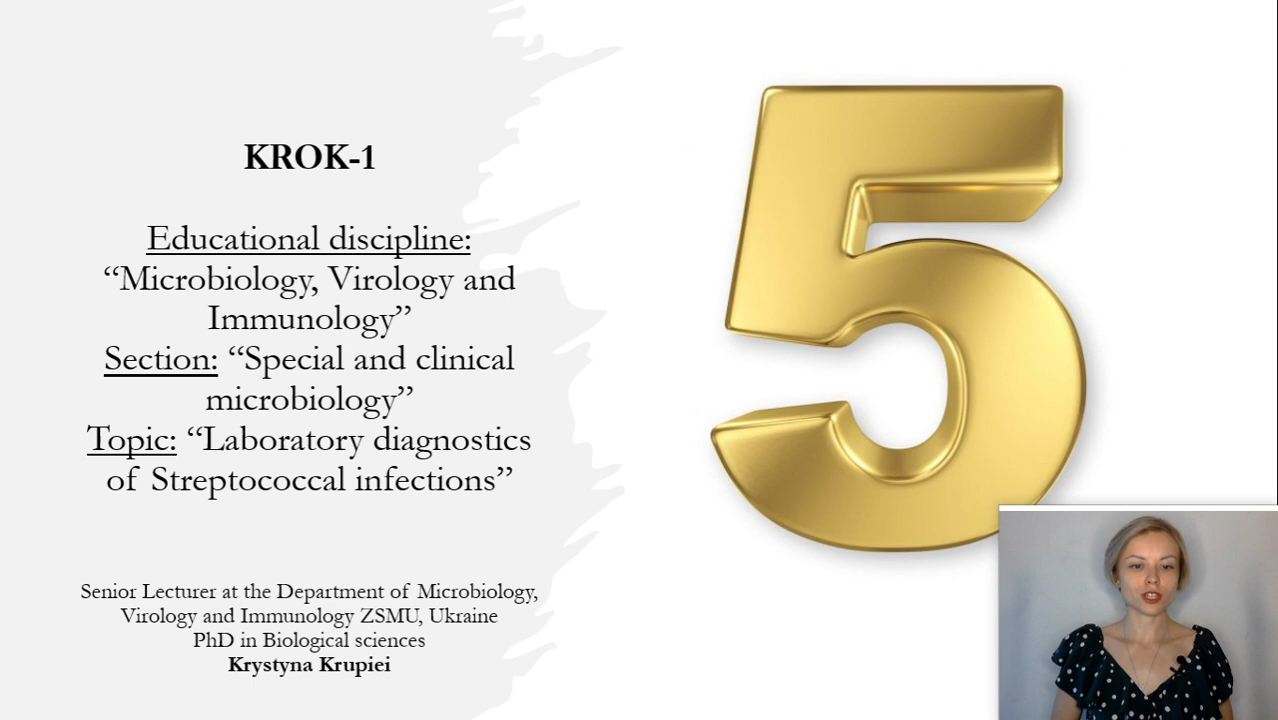 KROK-1
Educational discipline:
“Microbiology, Virology and
Immunology”
Section: “Special and clinical
microbiology”
Topic: “Laboratory diagnostics
of Streptococcal infections”
Senior Lecturer at the Department of Microbiology,
Virology and Immunology ZSMU, Ukraine
PhD in Biological sciences
Krystyna Krupiei
5